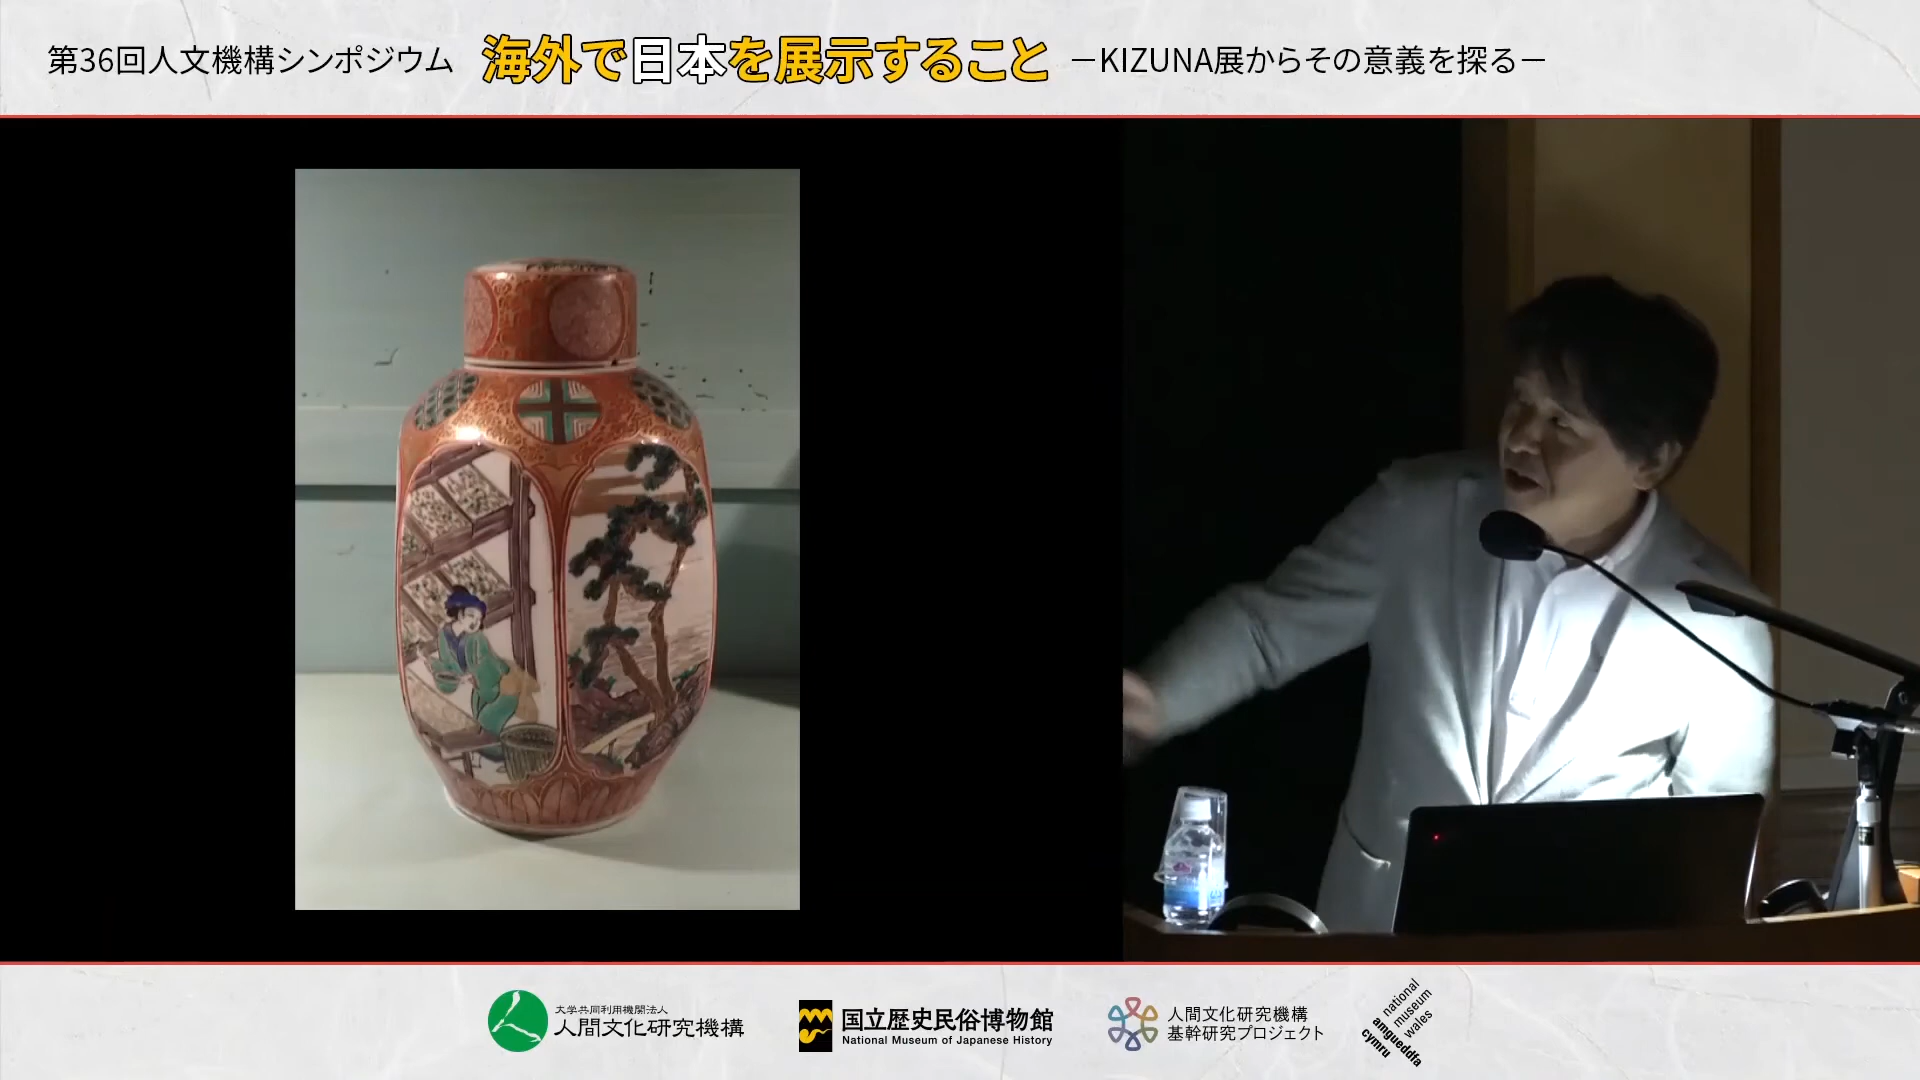 第36回人文機構シンポジウム 海外で日本を展示すること －KIZUNA展からその意義を探る－
大学共同利用機関法人
人間文化研究機構
国立歴史民俗博物館
National Museum of Japanese History
人間文化研究機構
基幹研究プロジェクト
national
museum
wales
amgueddfa
cymru